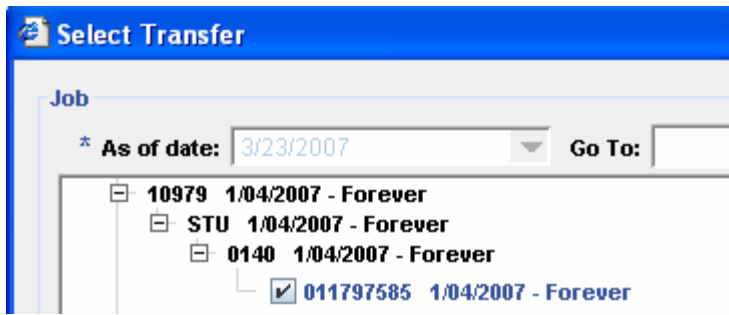 Select Transfer
Job
* As of date: 3/23/2007 Go To:
10979 1/04/2007 - Forever
STU 1/04/2007 - Forever
0140 1/04/2007 - Forever
011797585 1/04/2007 - Forever